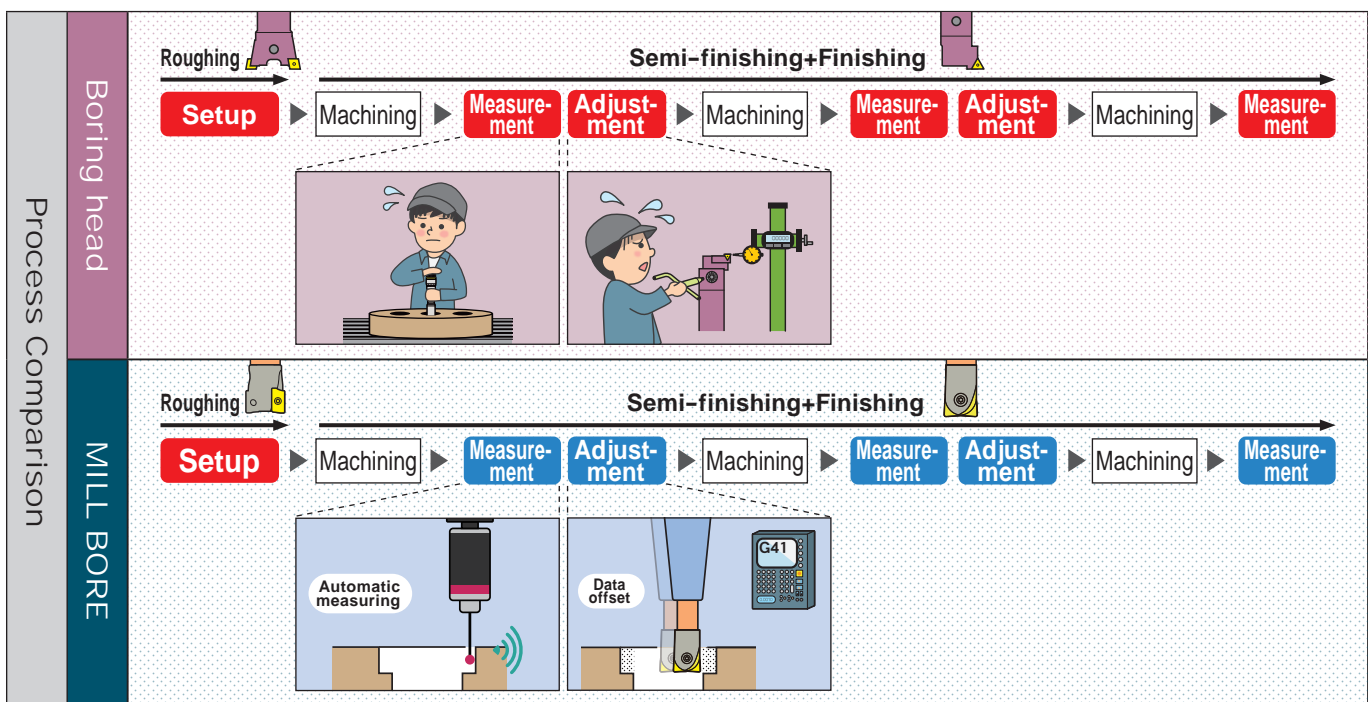 Process Comparison
Boring head
Roughing
Semi-finishing+Finishing
Setup
Machining
Measure-
ment
Adjust-
ment
Machining
Measure-
ment
Adjust-
ment
Machining
Measure-
ment
MILL BORE
Roughing
Semi-finishing+Finishing
Setup
Machining
Measure-
ment
Adjust-
ment
Machining
Measure-
ment
Adjust-
ment
Machining
Measure-
ment
Automatic
measuring
Data
offset
G41